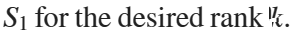 S₁ for the desired rank k.